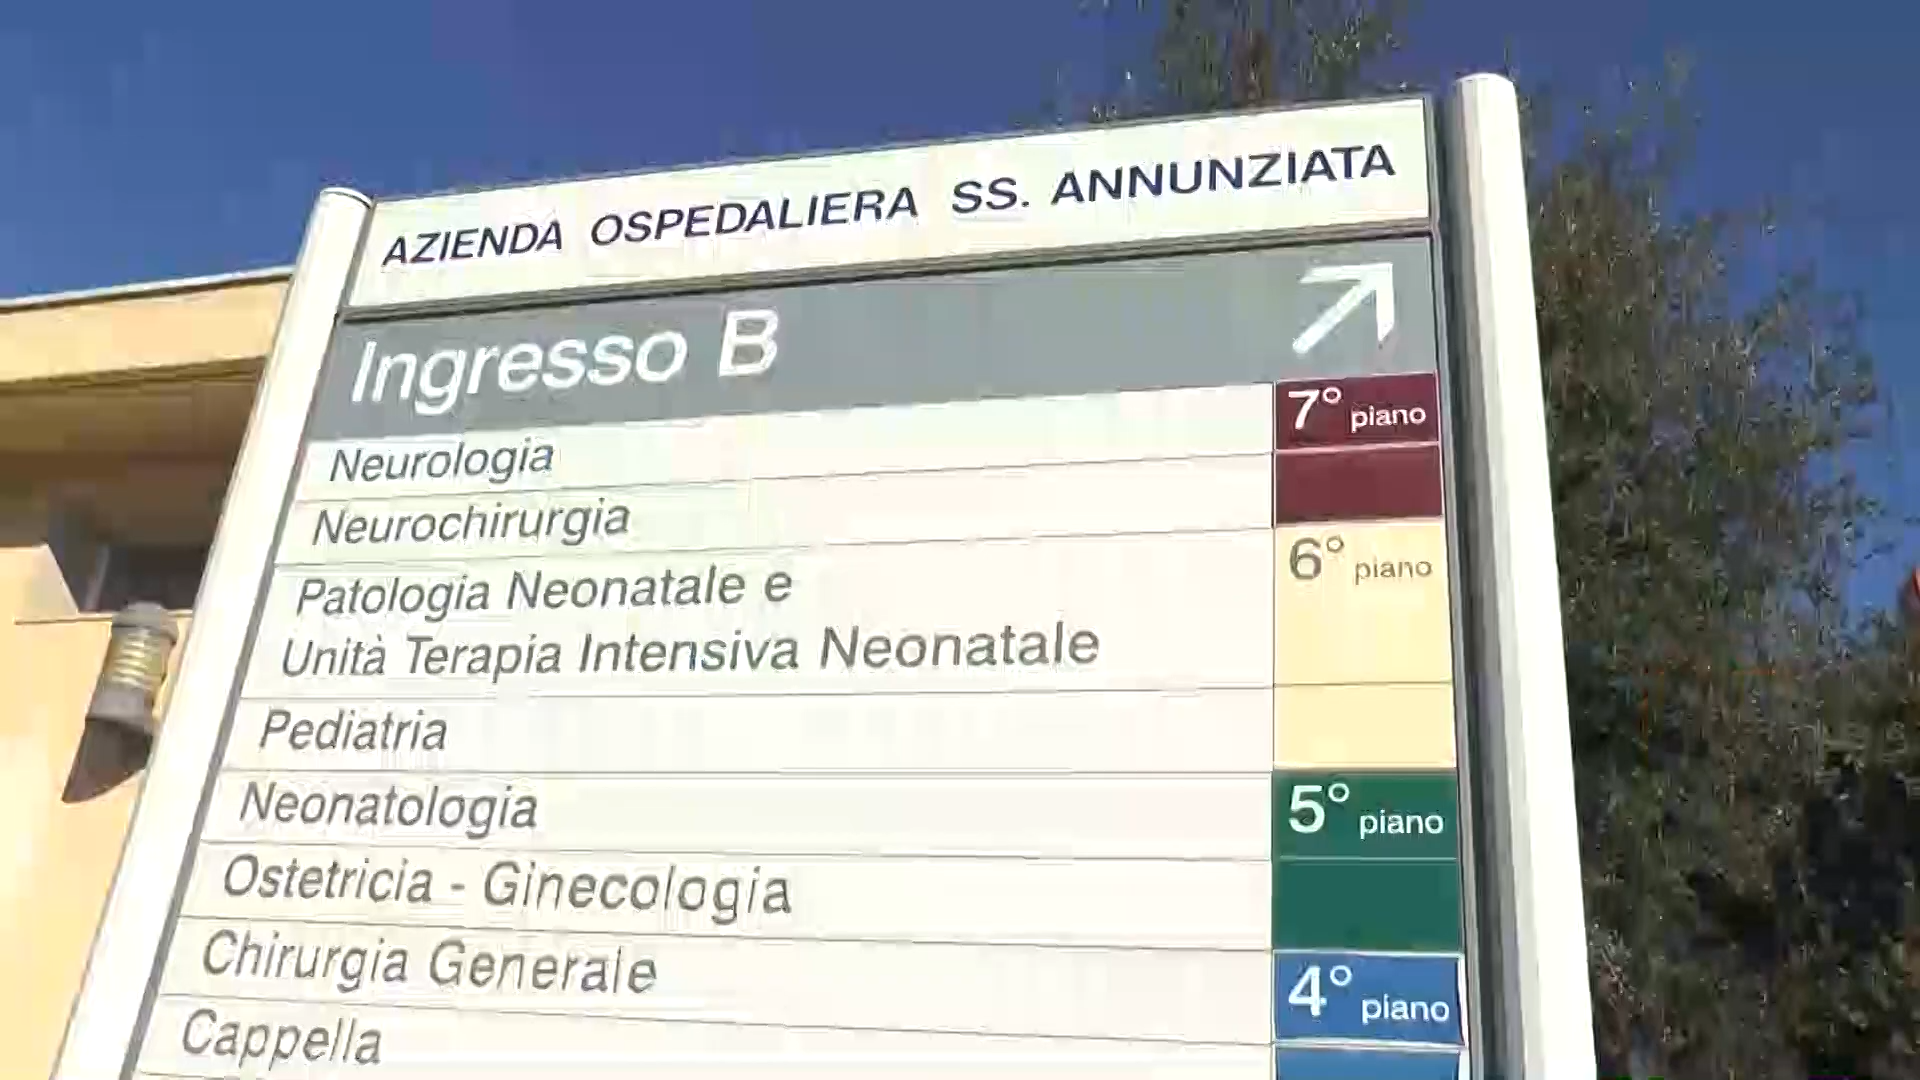 AZIENDA OSPEDALIERA SS. ANNUNZIATA
Ingresso B
Neurologia 7° piano
Neurochirurgia
Patologia Neonatale e 6° piano
Unità Terapia Intensiva Neonatale
Pediatria
Neonatologia 5° piano
Ostetricia - Ginecologia
Chirurgia Generale 4° piano
Cappella